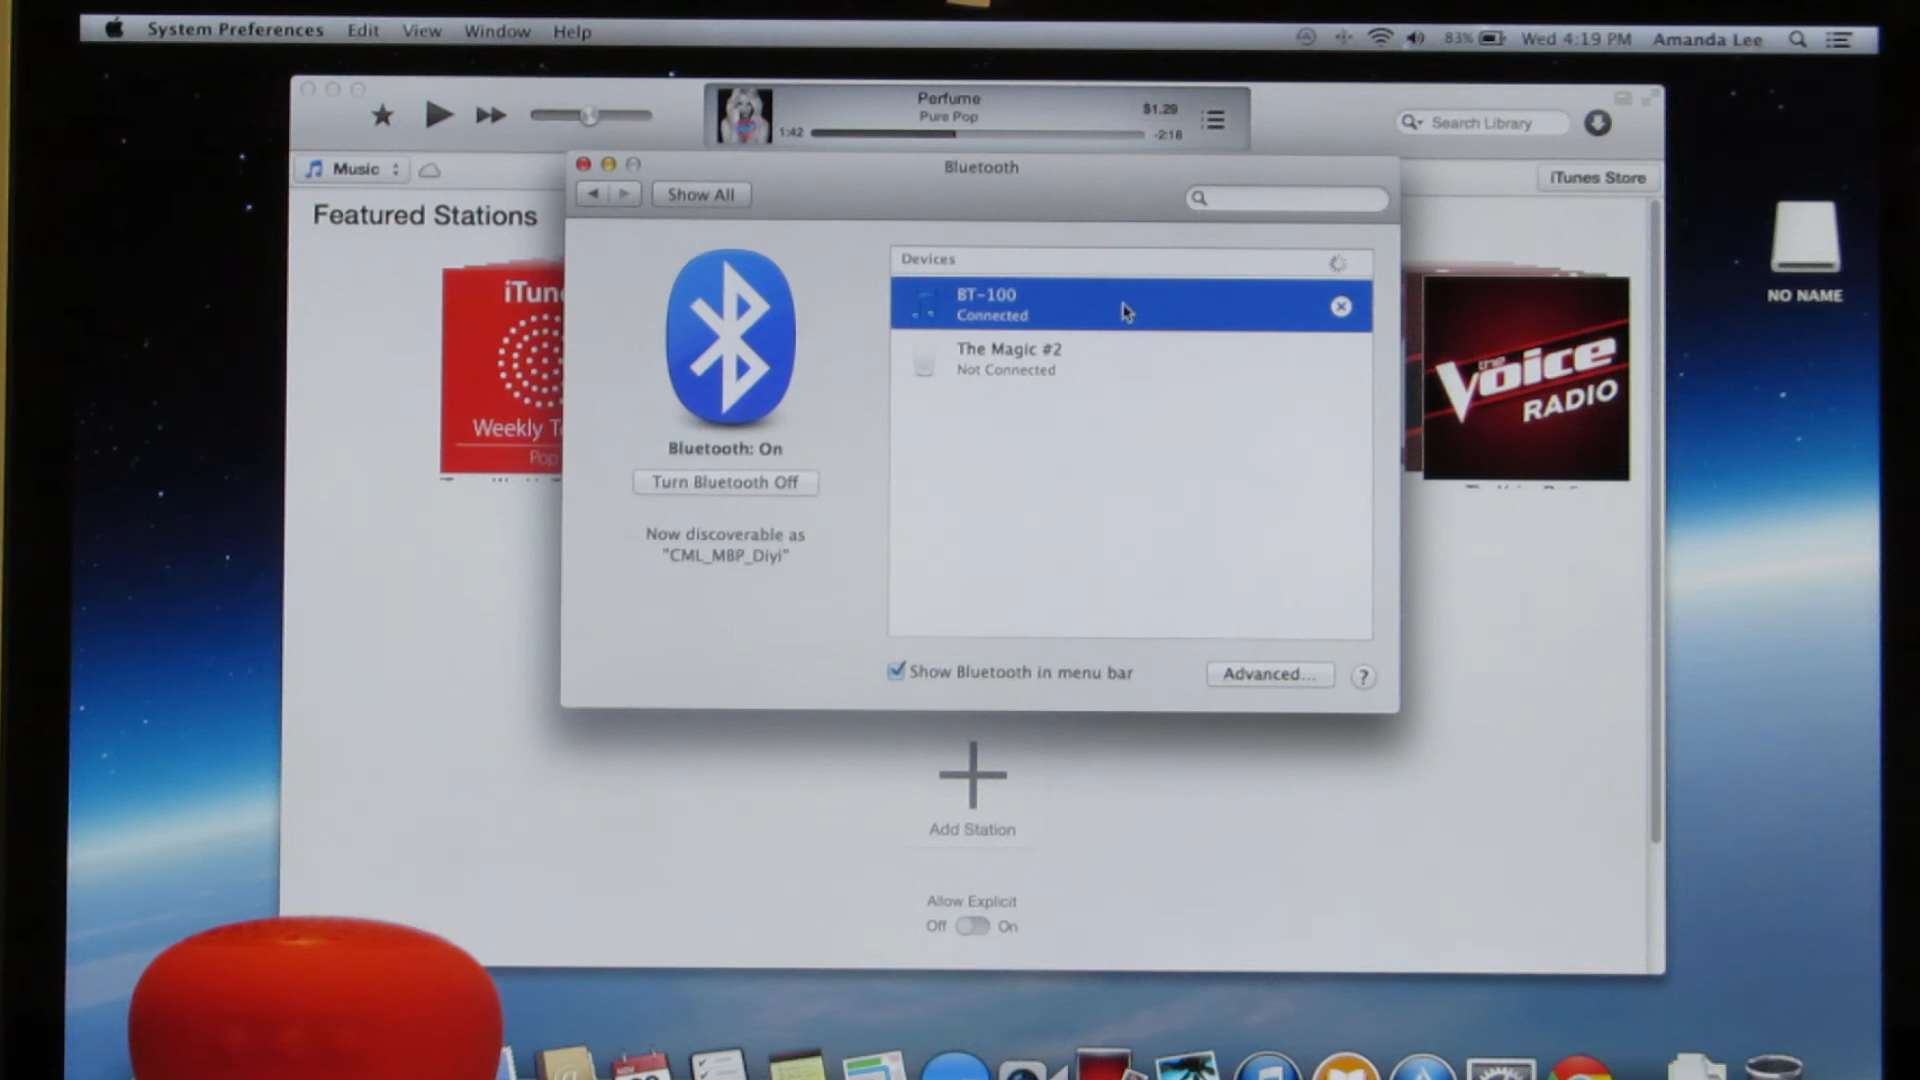 System Preferences Edit View Window Help
83% Wed 4:19 PM Amanda Lee
Perfume
Pure Pop
$1.29
1:42
-2:18
Search Library
Music
iTunes Store
Bluetooth
Show All
Featured Stations
Devices
BT-100
Connected
The Magic #2
Not Connected
Bluetooth: On
Turn Bluetooth Off
Now discoverable as
"CML_MBP_Diyi"
Show Bluetooth in menu bar
Advanced...
?
iTun
Weekly T
Pop
the
Voice
RADIO
NO NAME
Add Station
Allow Explicit
Off On
NOV